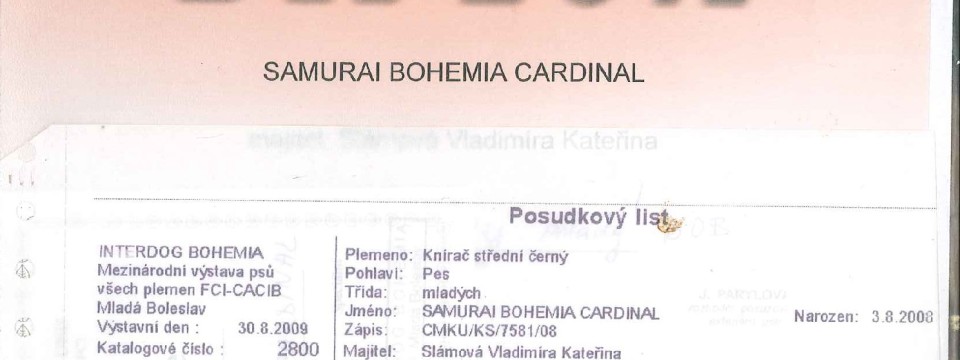 SAMURAI BOHEMIA CARDINAL
majitel Slámová Vladimíra Kateřina
Posudkový list
INTERDOG BOHEMIA
Mezinárodní výstava psů
všech plemen FCI-CACIB
Mladá Boleslav
Výstavní den : 30.8.2009
Katalogové číslo : 2800
Plemeno: Knírač střední černý
Pohlaví: Pes
Třída: mladých
Jméno: SAMURAI BOHEMIA CARDINAL
Narozen: 3.8.2008
Zápis: CMKU/KS/7581/08
Majitel: Slámová Vladimíra Kateřina